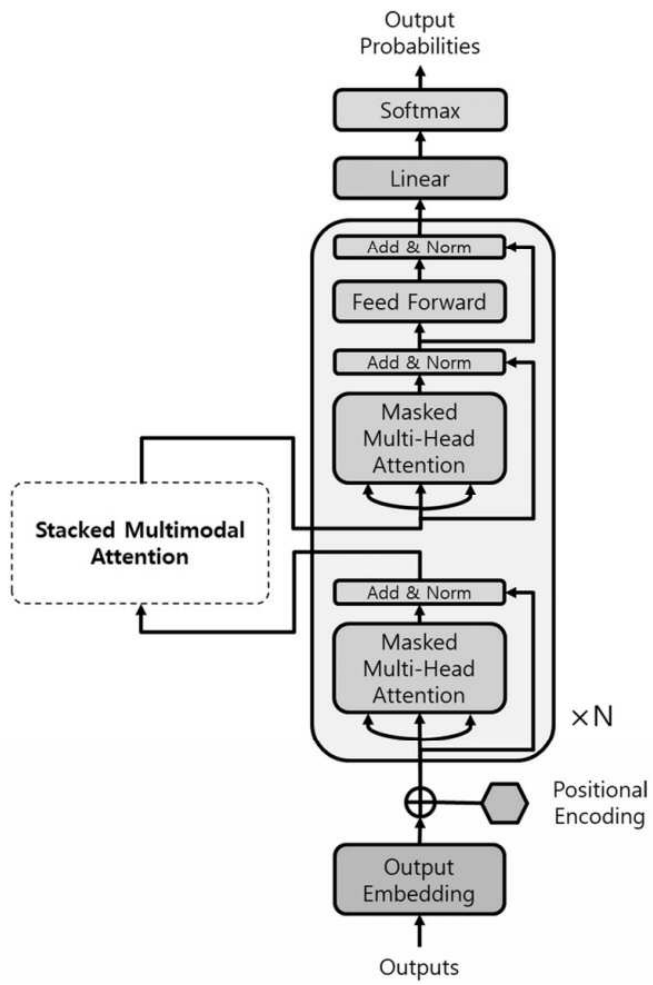 Output
Probabilities
Softmax
Linear
Add & Norm
Feed Forward
Add & Norm
Masked
Multi-Head
Attention
Stacked Multimodal
Attention
Add & Norm
Masked
Multi-Head
Attention
×N
Positional
Encoding
Output
Embedding
Outputs